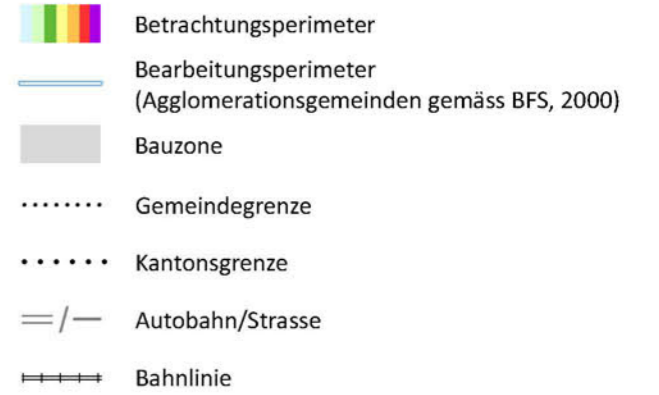 Betrachtungsperimeter
Bearbeitungsperimeter
(Agglomerationsgemeinden gemäss BFS, 2000)
Bauzone
Gemeindegrenze
Kantonsgrenze
Autobahn/Strasse
Bahnlinie